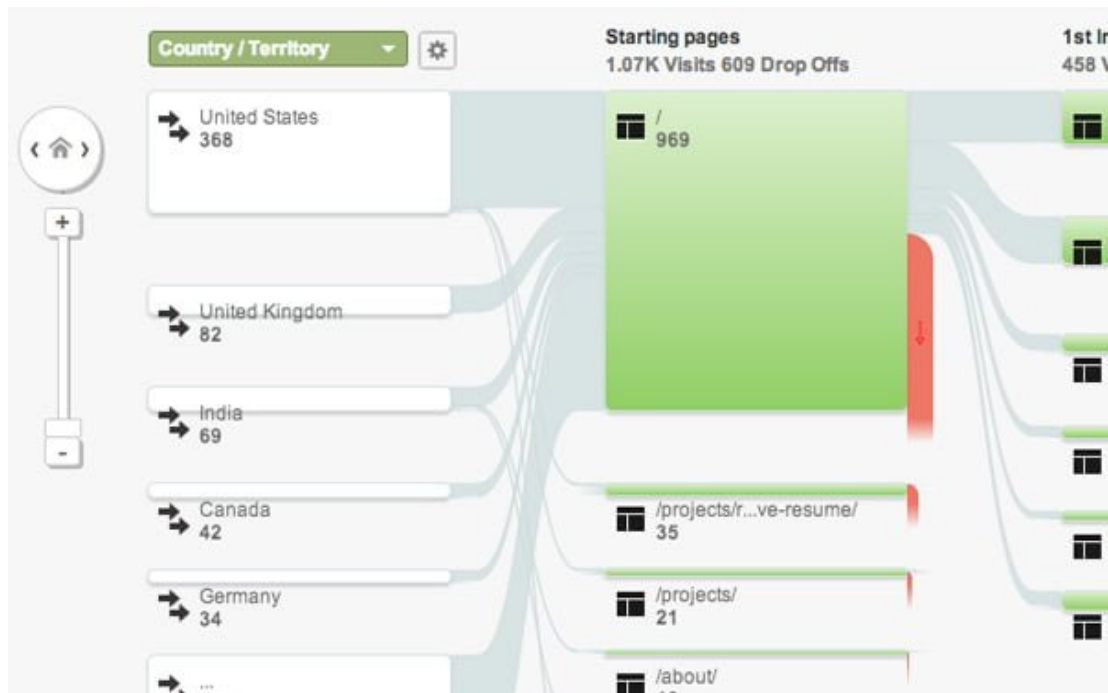 Country / Territory
Starting pages
1.07K Visits 609 Drop Offs
1st
458
United States
368
/
969
+
United Kingdom
82
India
69
-
Canada
42
/projects/r...ve-resume/
35
Germany
34
/projects/
21
...
/about/